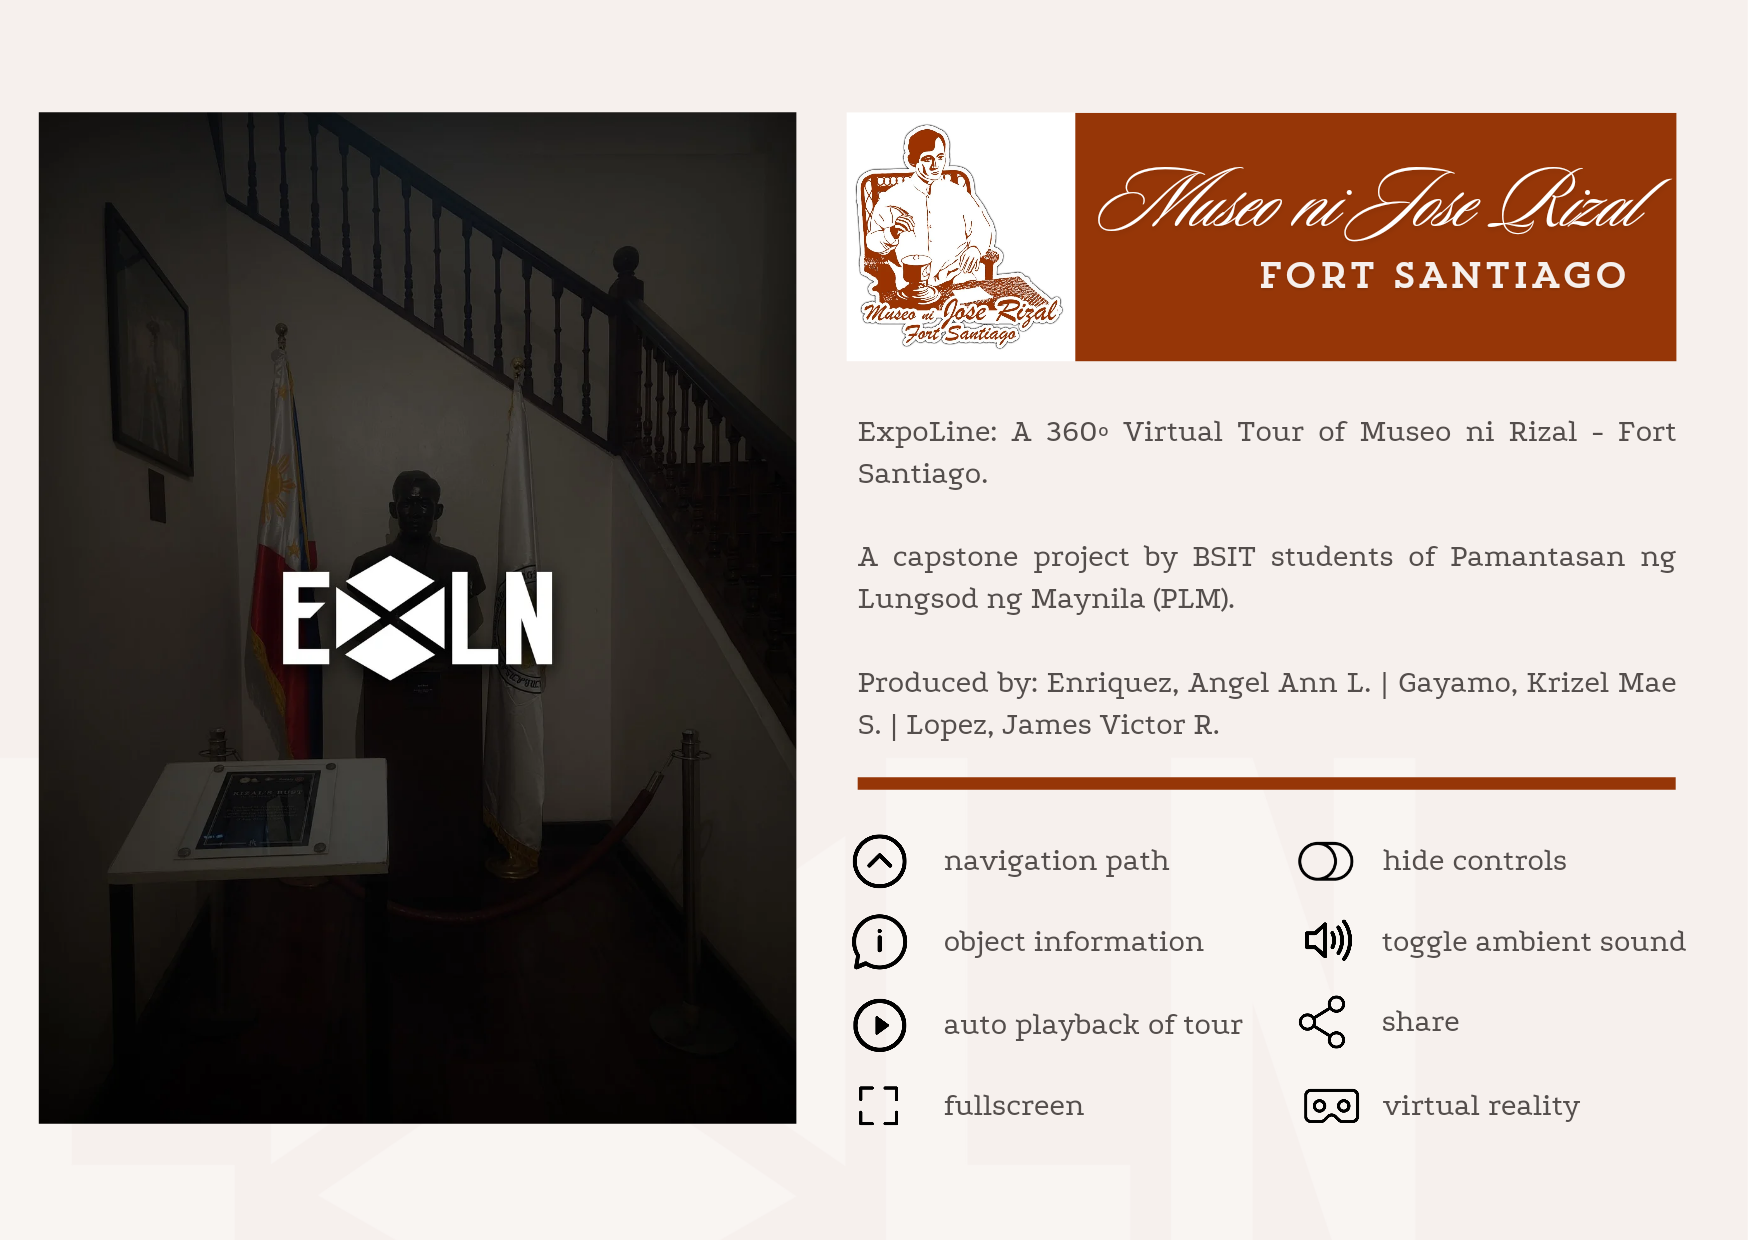 EXLN
Museo ni Jose Rizal
Fort Santiago
Museo ni Jose Rizal
FORT SANTIAGO
ExpoLine: A 360º Virtual Tour of Museo ni Rizal - Fort
Santiago.
A capstone project by BSIT students of Pamantasan ng
Lungsod ng Maynila (PLM).
Produced by: Enriquez, Angel Ann L. | Gayamo, Krizel Mae
S. | Lopez, James Victor R.
navigation path
hide controls
object information
toggle ambient sound
auto playback of tour
share
fullscreen
virtual reality